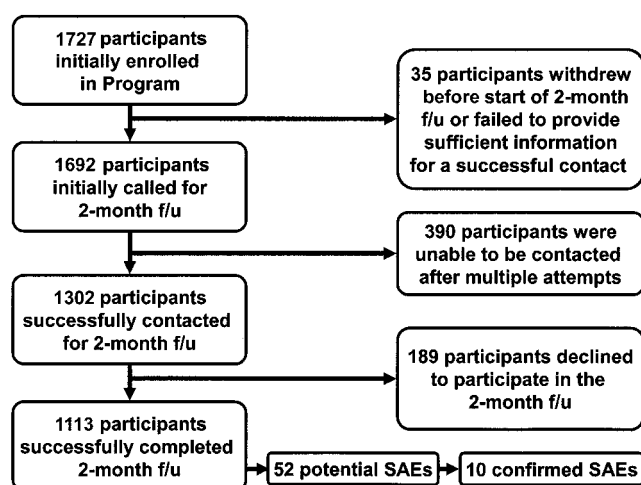 1727 participants
initially enrolled
in Program
35 participants withdrew
before start of 2-month
f/u or failed to provide
sufficient information
for a successful contact
1692 participants
initially called for
2-month f/u
390 participants were
unable to be contacted
after multiple attempts
1302 participants
successfully contacted
for 2-month f/u
189 participants declined
to participate in the
2-month f/u
1113 participants
successfully completed
2-month f/u
52 potential SAEs
10 confirmed SAEs